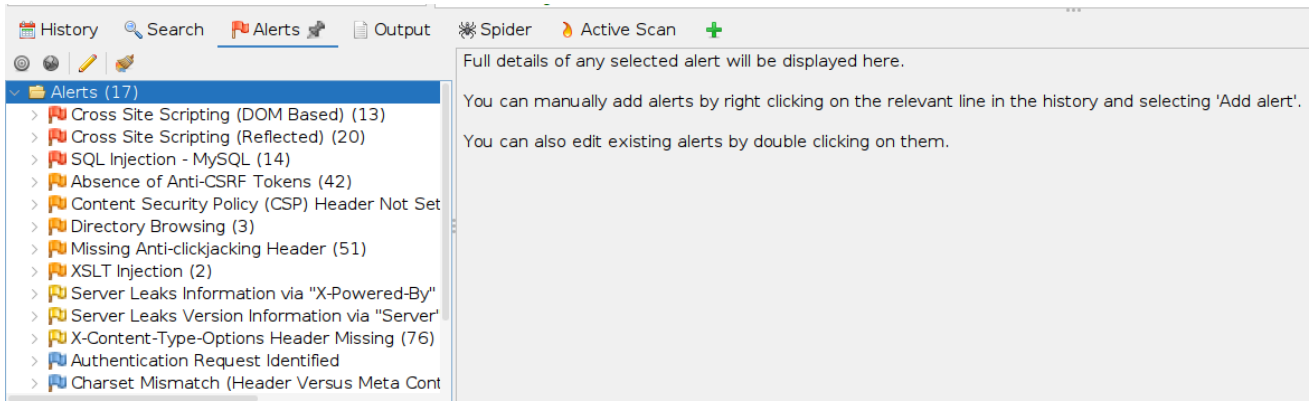 History Search Alerts Output Spider Active Scan
Alerts (17)
Cross Site Scripting (DOM Based) (13)
Cross Site Scripting (Reflected) (20)
SQL Injection - MySQL (14)
Absence of Anti-CSRF Tokens (42)
Content Security Policy (CSP) Header Not Set
Directory Browsing (3)
Missing Anti-clickjacking Header (51)
XSLT Injection (2)
Server Leaks Information via "X-Powered-By"
Server Leaks Version Information via "Server"
X-Content-Type-Options Header Missing (76)
Authentication Request Identified
Charset Mismatch (Header Versus Meta Cont
Full details of any selected alert will be displayed here.
You can manually add alerts by right clicking on the relevant line in the history and selecting 'Add alert'.
You can also edit existing alerts by double clicking on them.